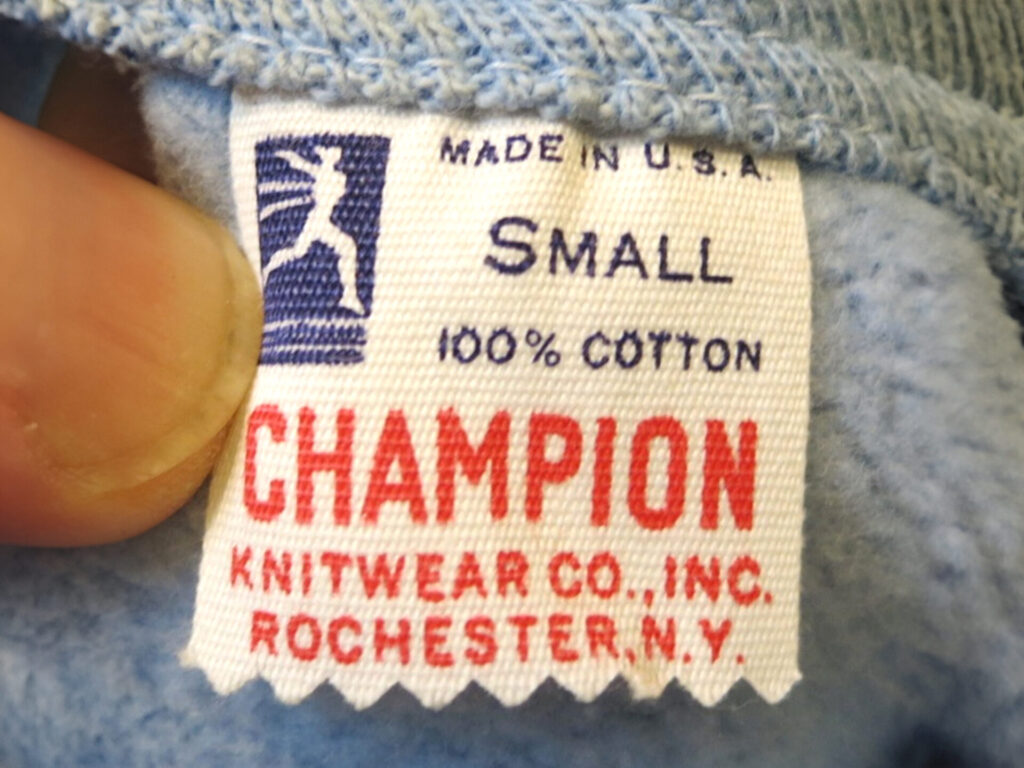 MADE IN U.S.A.
SMALL
100% COTTON
CHAMPION
KNITWEAR CO., INC.
ROCHESTER, N.Y.